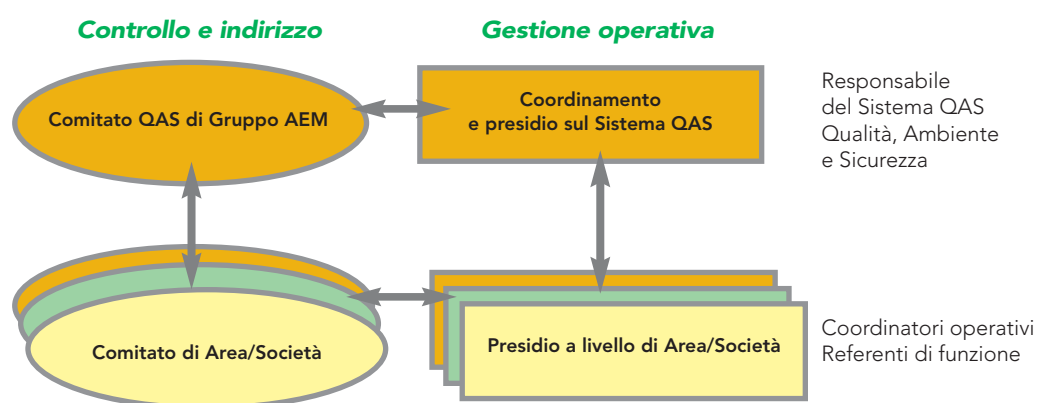 Controllo e indirizzo
Gestione operativa
Comitato QAS di Gruppo AEM
Coordinamento
e presidio sul Sistema QAS
Responsabile
del Sistema QAS
Qualità, Ambiente
e Sicurezza
Comitato di Area/Società
Presidio a livello di Area/Società
Coordinatori operativi
Referenti di funzione